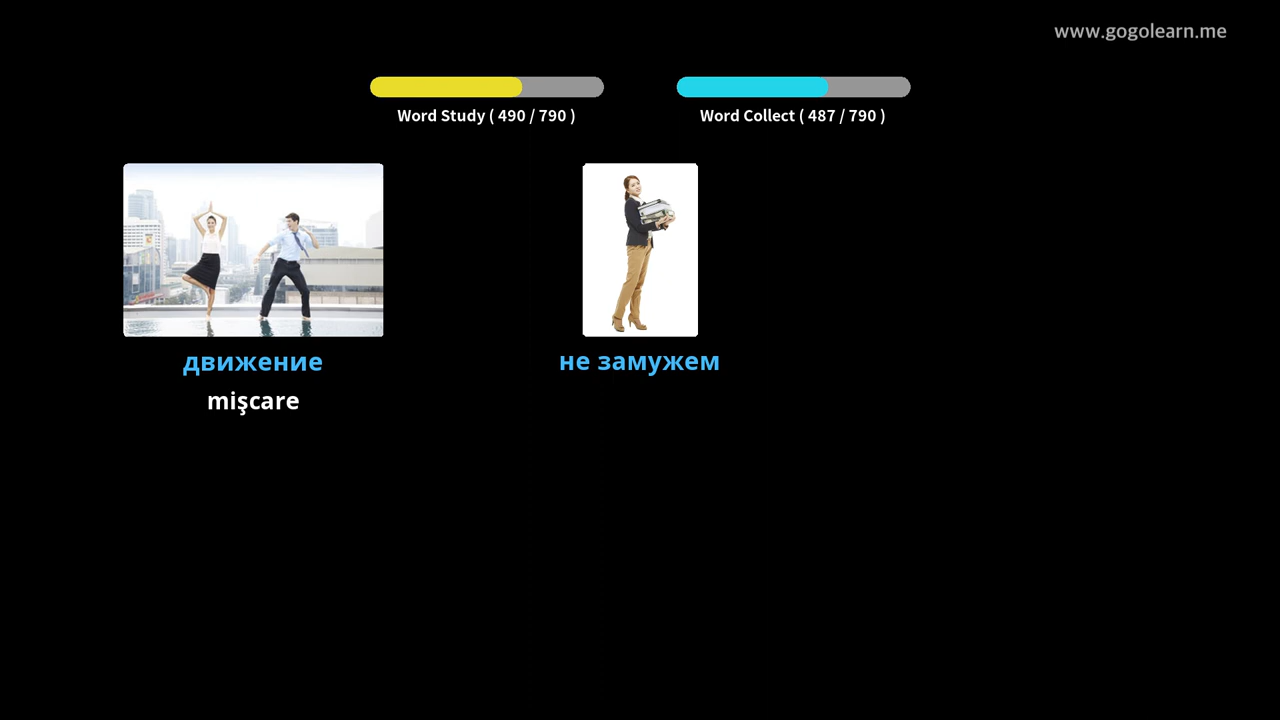 www.gogolearn.me
Word Study ( 490 / 790 )
Word Collect ( 487 / 790 )
движение
mişcare
не замужем